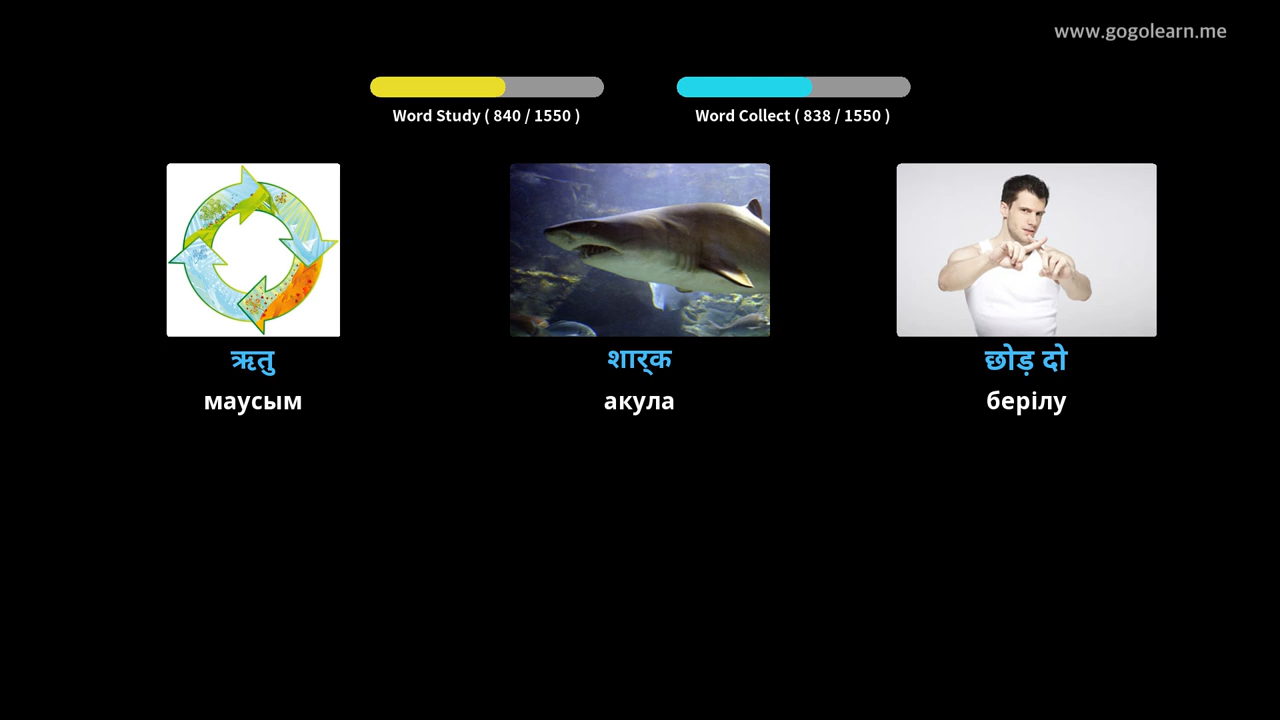 www.gogolearn.me
Word Study ( 840 / 1550 )
Word Collect ( 838 / 1550 )
ऋतु
शार्क
छोड़ दो
маусым
акула
берілу